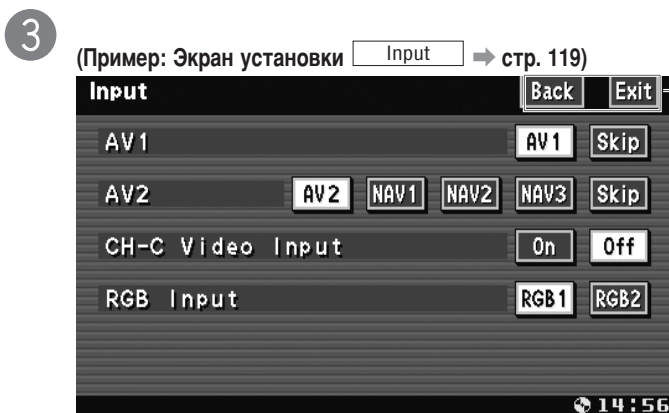 3
(Пример: Экран установки Input ➡ стр. 119)
Input Back Exit
AV1 AV1 Skip
AV2 AV2 NAV1 NAV2 NAV3 Skip
CH-C Video Input On Off
RGB Input RGB1 RGB2
14:56